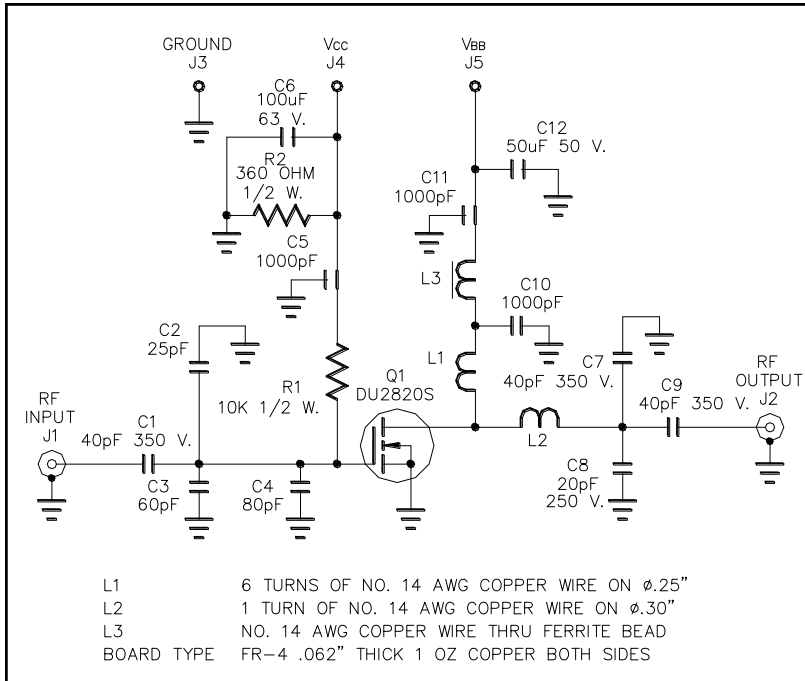 GROUND
J3
Vcc
J4
VBB
J5
C6
100uF
63 V.
R2
360 OHM
1/2 W.
C5
1000pF
C12
50uF 50 V.
C11
1000pF
L3
C10
1000pF
C2
25pF
R1
10K 1/2 W.
Q1
DU2820S
L1
C7
40pF 350 V.
RF
OUTPUT
J2
C9
40pF 350 V.
RF
INPUT
J1
C1
40pF 350 V.
L2
C3
60pF
C4
80pF
C8
20pF
250 V.
L1 6 TURNS OF NO. 14 AWG COPPER WIRE ON ø.25”
L2 1 TURN OF NO. 14 AWG COPPER WIRE ON ø.30”
L3 NO. 14 AWG COPPER WIRE THRU FERRITE BEAD
BOARD TYPE FR-4 .062” THICK 1 OZ COPPER BOTH SIDES